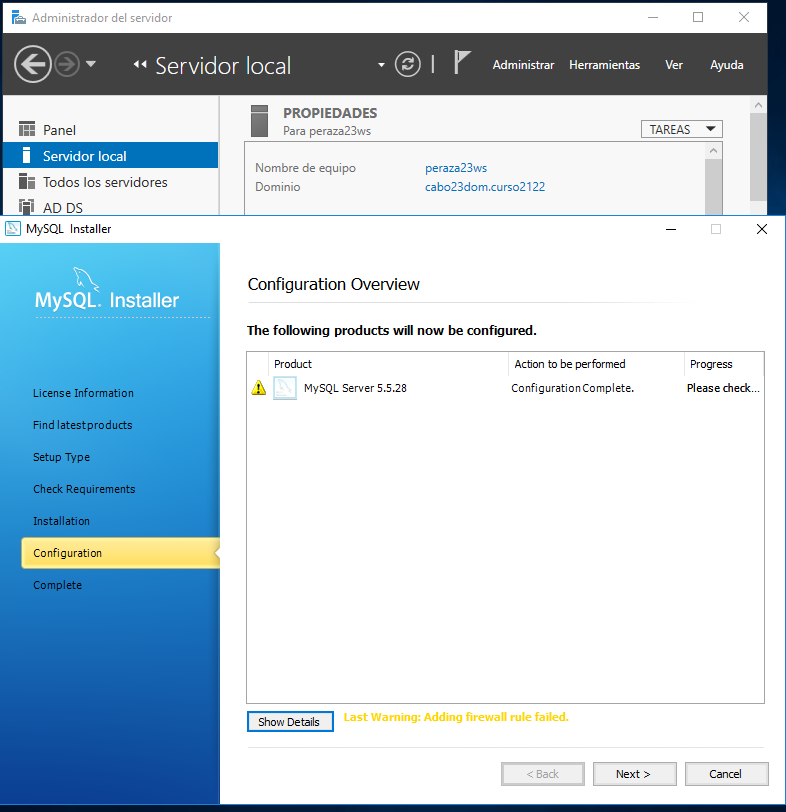 Administrador del servidor
Servidor local
Administrar Herramientas Ver Ayuda
Panel
Servidor local
Todos los servidores
AD DS
PROPIEDADES
Para peraza23ws
TAREAS
Nombre de equipo peraza23ws
Dominio cabo23dom.curso2122
MySQL Installer
MySQL. Installer
License Information
Find latest products
Setup Type
Check Requirements
Installation
Configuration
Complete
Configuration Overview
The following products will now be configured.
Product Action to be performed Progress
MySQL Server 5.5.28 Configuration Complete. Please check...
Show Details Last Warning: Adding firewall rule failed.
< Back Next > Cancel